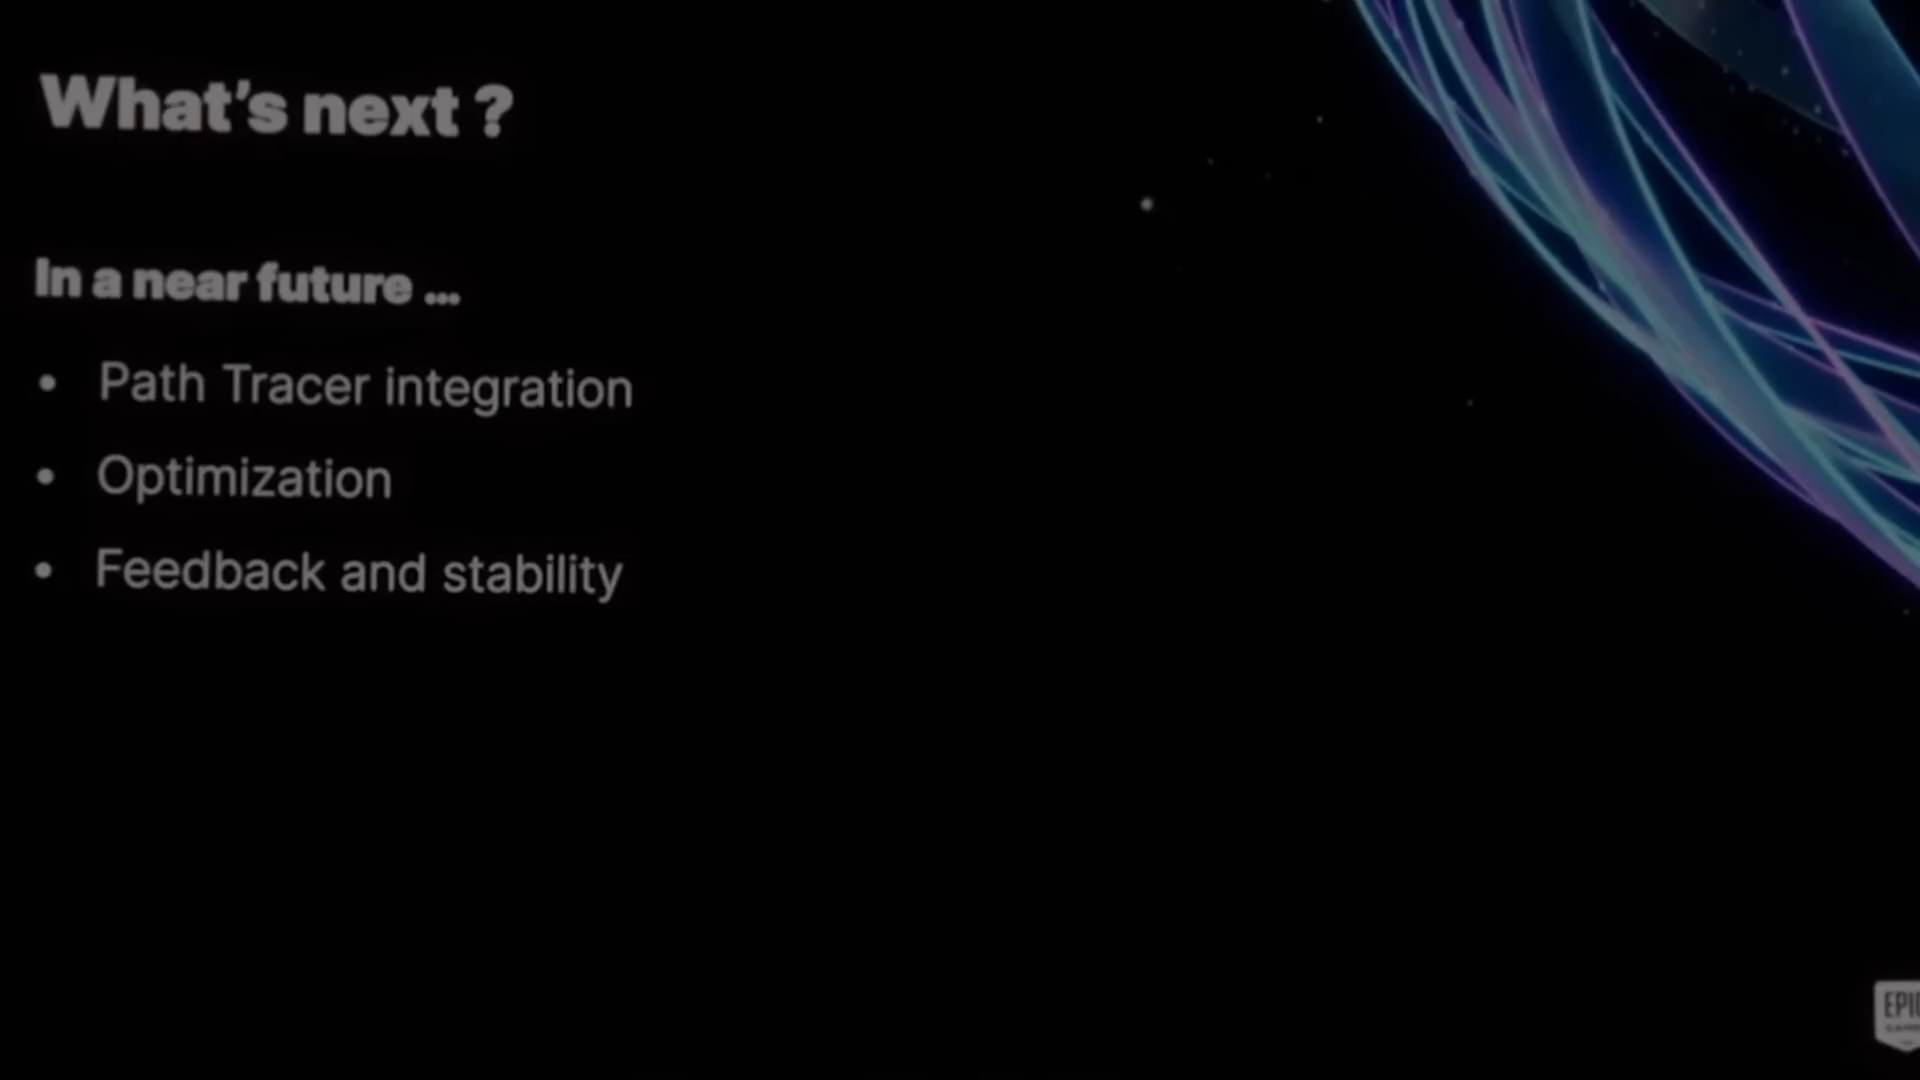 What's next ?
In a near future ...
• Path Tracer integration
• Optimization
• Feedback and stability